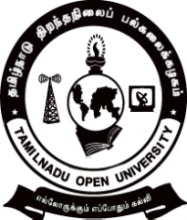 தமிழ்நாடு திறந்தநிலைப் பல்கலைக்கழகம்
TAMILNADU OPEN UNIVERSITY
எல்லோருக்கும் எப்போதும் கல்வி